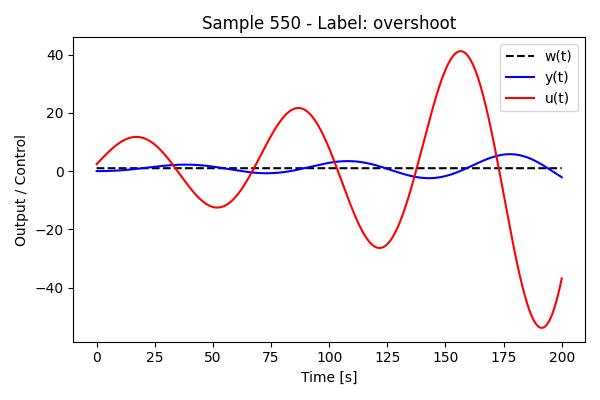 Sample 550 - Label: overshoot
w(t)
y(t)
u(t)
Output / Control
40
20
0
−20
−40
0 25 50 75 100 125 150 175 200
Time [s]